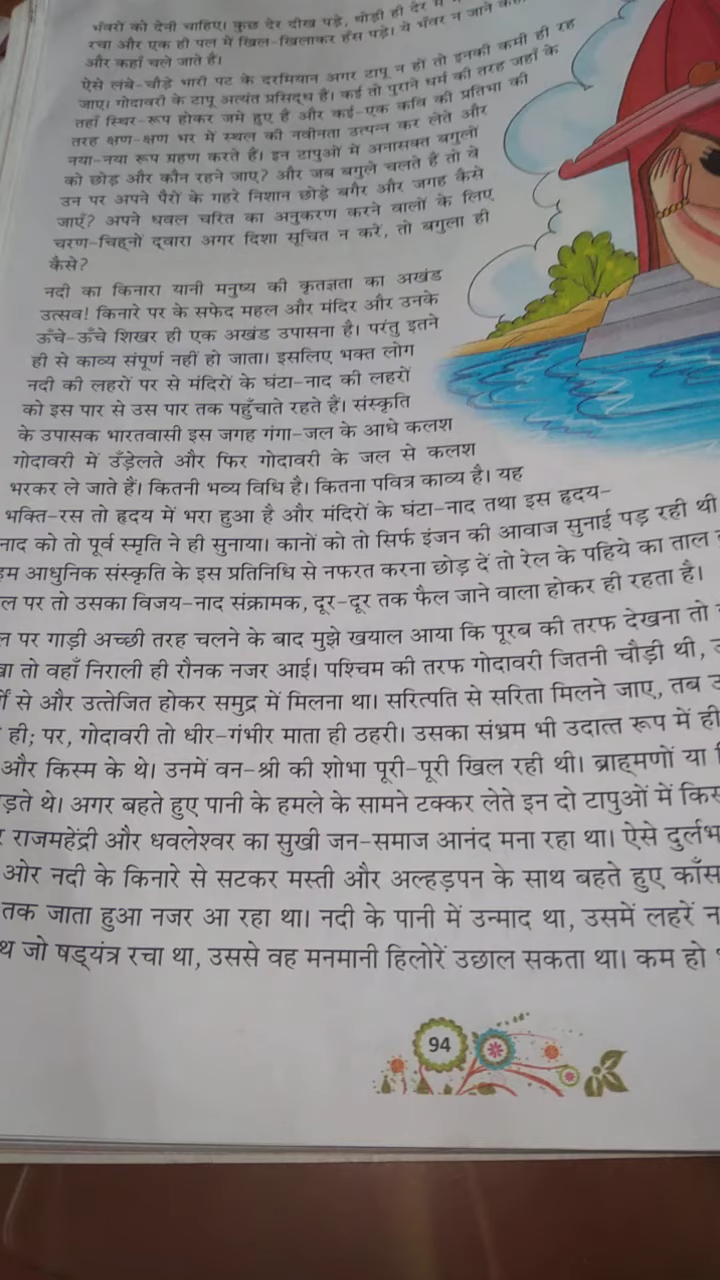 भँवरों को देनी चाहिए। कुछ देर दीख पड़े, थोड़ी ही देर में
रचा और एक ही पल में खिल-खिलाकर हँस पड़े। ये भँवर न जाने
और कहाँ चले जाते हैं।
ऐसे लंबे-चौड़े भारी पट के दरमियान अगर टापू न हों तो इनकी कमी ही रह
जाए। गोदावरी के टापू अत्यंत प्रसिद्ध हैं। कई तो पुराने धर्म की तरह जहाँ के
तहाँ स्थिर-रूप होकर जमे हुए हैं और कई-एक कवि की प्रतिभा की
तरह क्षण-क्षण भर में स्थल की नवीनता उत्पन्न कर लेते और
नया-नया रूप ग्रहण करते हैं। इन टापुओं में अनासक्त बगुलों
को छोड़ और कौन रहने जाए? और जब बगुले चलते हैं तो वे
उन पर अपने पैरों के गहरे निशान छोड़े बगैर और जगह कैसे
जाएँ? अपने धवल चरित का अनुकरण करने वालों के लिए
चरण-चिह्नों द्वारा अगर दिशा सूचित न करें, तो बगुला ही
कैसे?
नदी का किनारा यानी मनुष्य की कृतज्ञता का अखंड
उत्सव! किनारे पर के सफेद महल और मंदिर और उनके
ऊँचे-ऊँचे शिखर ही एक अखंड उपासना है। परंतु इतने
ही से काव्य संपूर्ण नहीं हो जाता। इसलिए भक्त लोग
नदी की लहरों पर से मंदिरों के घंटा-नाद की लहरों
को इस पार से उस पार तक पहुँचाते रहते हैं। संस्कृति
के उपासक भारतवासी इस जगह गंगा-जल के आधे कलश
गोदावरी में उँड़ेलते और फिर गोदावरी के जल से कलश
भरकर ले जाते हैं। कितनी भव्य विधि है। कितना पवित्र काव्य है। यह
भक्ति-रस तो हृदय में भरा हुआ है और मंदिरों के घंटा-नाद तथा इस हृदय-
नाद को तो पूर्व स्मृति ने ही सुनाया। कानों को तो सिर्फ इंजन की आवाज सुनाई पड़ रही थी
हम आधुनिक संस्कृति के इस प्रतिनिधि से नफरत करना छोड़ दें तो रेल के पहिये का ताल
ल पर तो उसका विजय-नाद संक्रामक, दूर-दूर तक फैल जाने वाला होकर ही रहता है।
पर गाड़ी अच्छी तरह चलने के बाद मुझे खयाल आया कि पूरब की तरफ देखना तो
तो वहाँ निराली ही रौनक नजर आई। पश्चिम की तरफ गोदावरी जितनी चौड़ी थी,
से और उत्तेजित होकर समुद्र में मिलना था। सरित्पति से सरिता मिलने जाए, तब
ही; पर, गोदावरी तो धीर-गंभीर माता ही ठहरी। उसका संभ्रम भी उदात्त रूप में ही
और किस्म के थे। उनमें वन-श्री की शोभा पूरी-पूरी खिल रही थी। ब्राह्मणों या
ड़ते थे। अगर बहते हुए पानी के हमले के सामने टक्कर लेते इन दो टापुओं में किस
राजमहेंद्री और धवलेश्वर का सुखी जन-समाज आनंद मना रहा था। ऐसे दुर्लभ
ओर नदी के किनारे से सटकर मस्ती और अल्हड़पन के साथ बहते हुए काँस
तक जाता हुआ नजर आ रहा था। नदी के पानी में उन्माद था, उसमें लहरें
थ जो षड्यंत्र रचा था, उससे वह मनमानी हिलोरें उछाल सकता था। कम हो
94